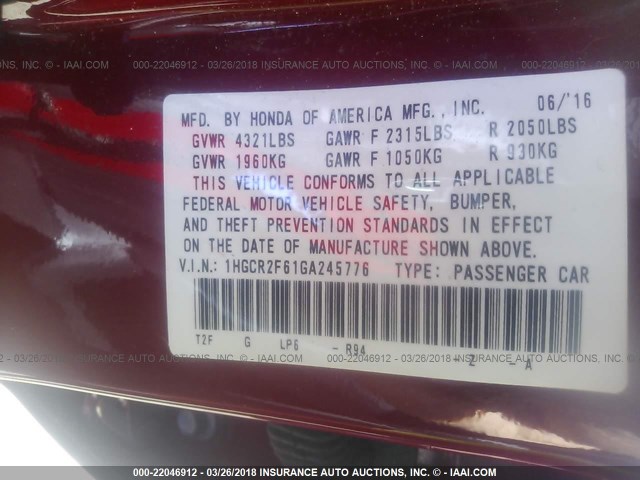 MFD. BY HONDA OF AMERICA MFG., INC. 06/'16
GVWR 4321LBS GAWR F 2315LBS R 2050LBS
GVWR 1960KG GAWR F 1050KG R 930KG
THIS VEHICLE CONFORMS TO ALL APPLICABLE
FEDERAL MOTOR VEHICLE SAFETY, BUMPER,
AND THEFT PREVENTION STANDARDS IN EFFECT
ON THE DATE OF MANUFACTURE SHOWN ABOVE.
V.I.N.: 1HGCR2F61GA245776 TYPE: PASSENGER CAR
T2F G LP6 - R94 Z - A
NS, INC. - IAAI.COM 000-22046912 - 03/26/2018 INSURANCE AUTO AUCTIONS, INC. - IAAI.COM 000-22046912 -
NS, INC. - IAAI.COM 000-22046912 - 03/26/2018 INSURANCE AUTO AUCTIONS, INC. - IAAI.COM 000-22046912 -
000-22046912 - 03/26/2018 INSURANCE AUTO AUCTIONS, INC. - IAAI.COM